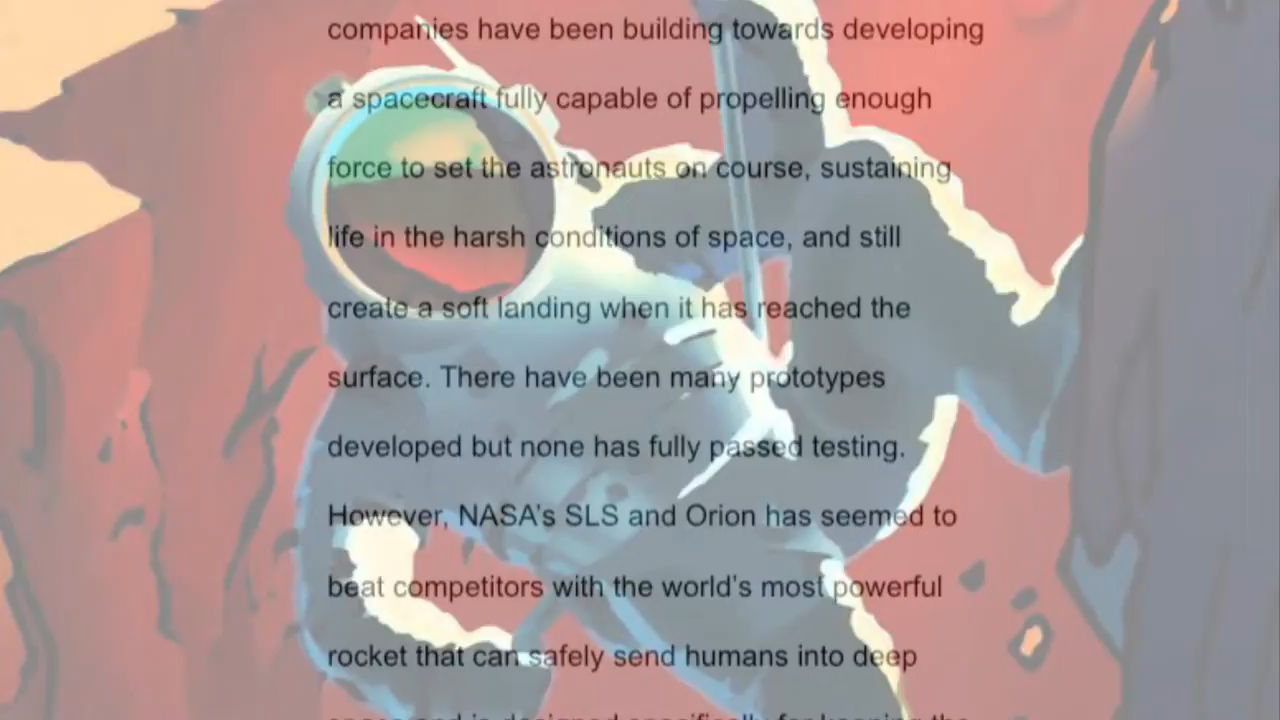 companies have been building towards developing
a spacecraft fully capable of propelling enough
force to set the astronauts on course, sustaining
life in the harsh conditions of space, and still
create a soft landing when it has reached the
surface. There have been many prototypes
developed but none has fully passed testing.
However, NASA's SLS and Orion has seemed to
beat competitors with the world's most powerful
rocket that can safely send humans into deep